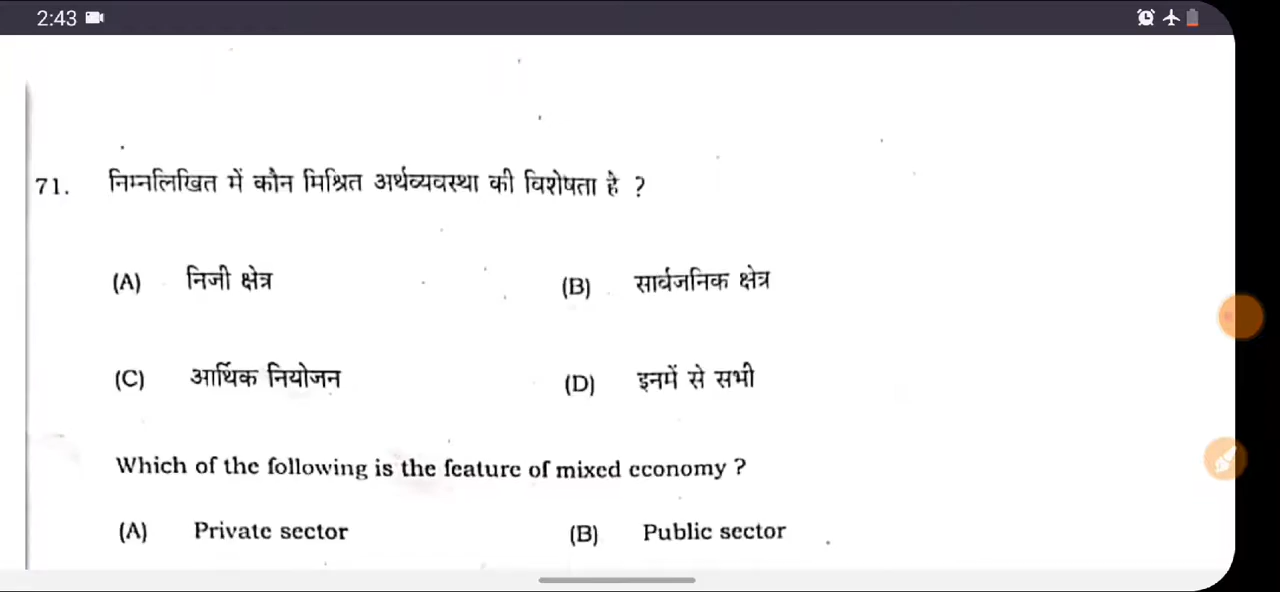 2:43
71. निम्नलिखित में कौन मिश्रित अर्थव्यवस्था की विशेषता है ?
(A) निजी क्षेत्र (B) सार्वजनिक क्षेत्र
(C) आर्थिक नियोजन (D) इनमें से सभी
Which of the following is the feature of mixed economy ?
(A) Private sector (B) Public sector